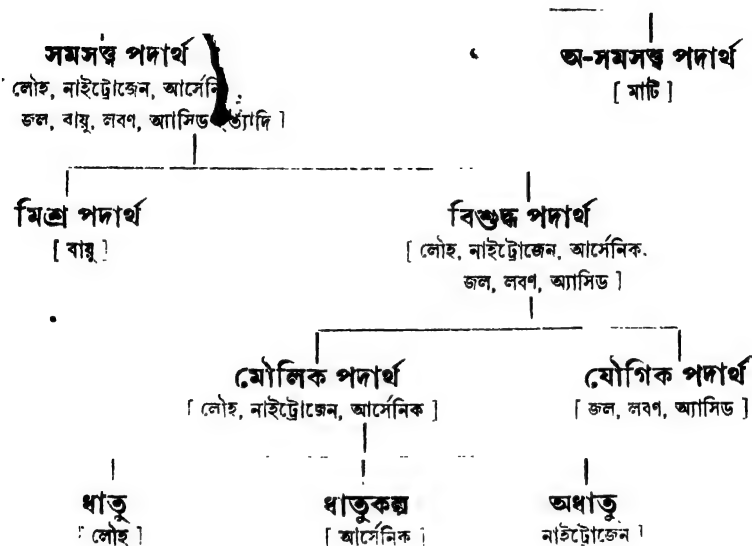 সমসত্ত্ব পদার্থ
অ-সমসত্ত্ব পদার্থ
[ লৌহ, নাইট্রোজেন, আর্সেনিক,
[ মাটি ]
জল, বায়ু, লবণ, অ্যাসিড ইত্যাদি ]
মিশ্র পদার্থ
বিশুদ্ধ পদার্থ
[ বায়ু ]
[ লৌহ, নাইট্রোজেন, আর্সেনিক.
জল, লবণ, অ্যাসিড ]
মৌলিক পদার্থ
যৌগিক পদার্থ
[ লৌহ, নাইট্রোজেন, আর্সেনিক ]
[ জল, লবণ, অ্যাসিড ]
ধাতু
ধাতুকল্প
অধাতু
[ লৌহ ]
[ আর্সেনিক ]
নাইট্রোজেন ]